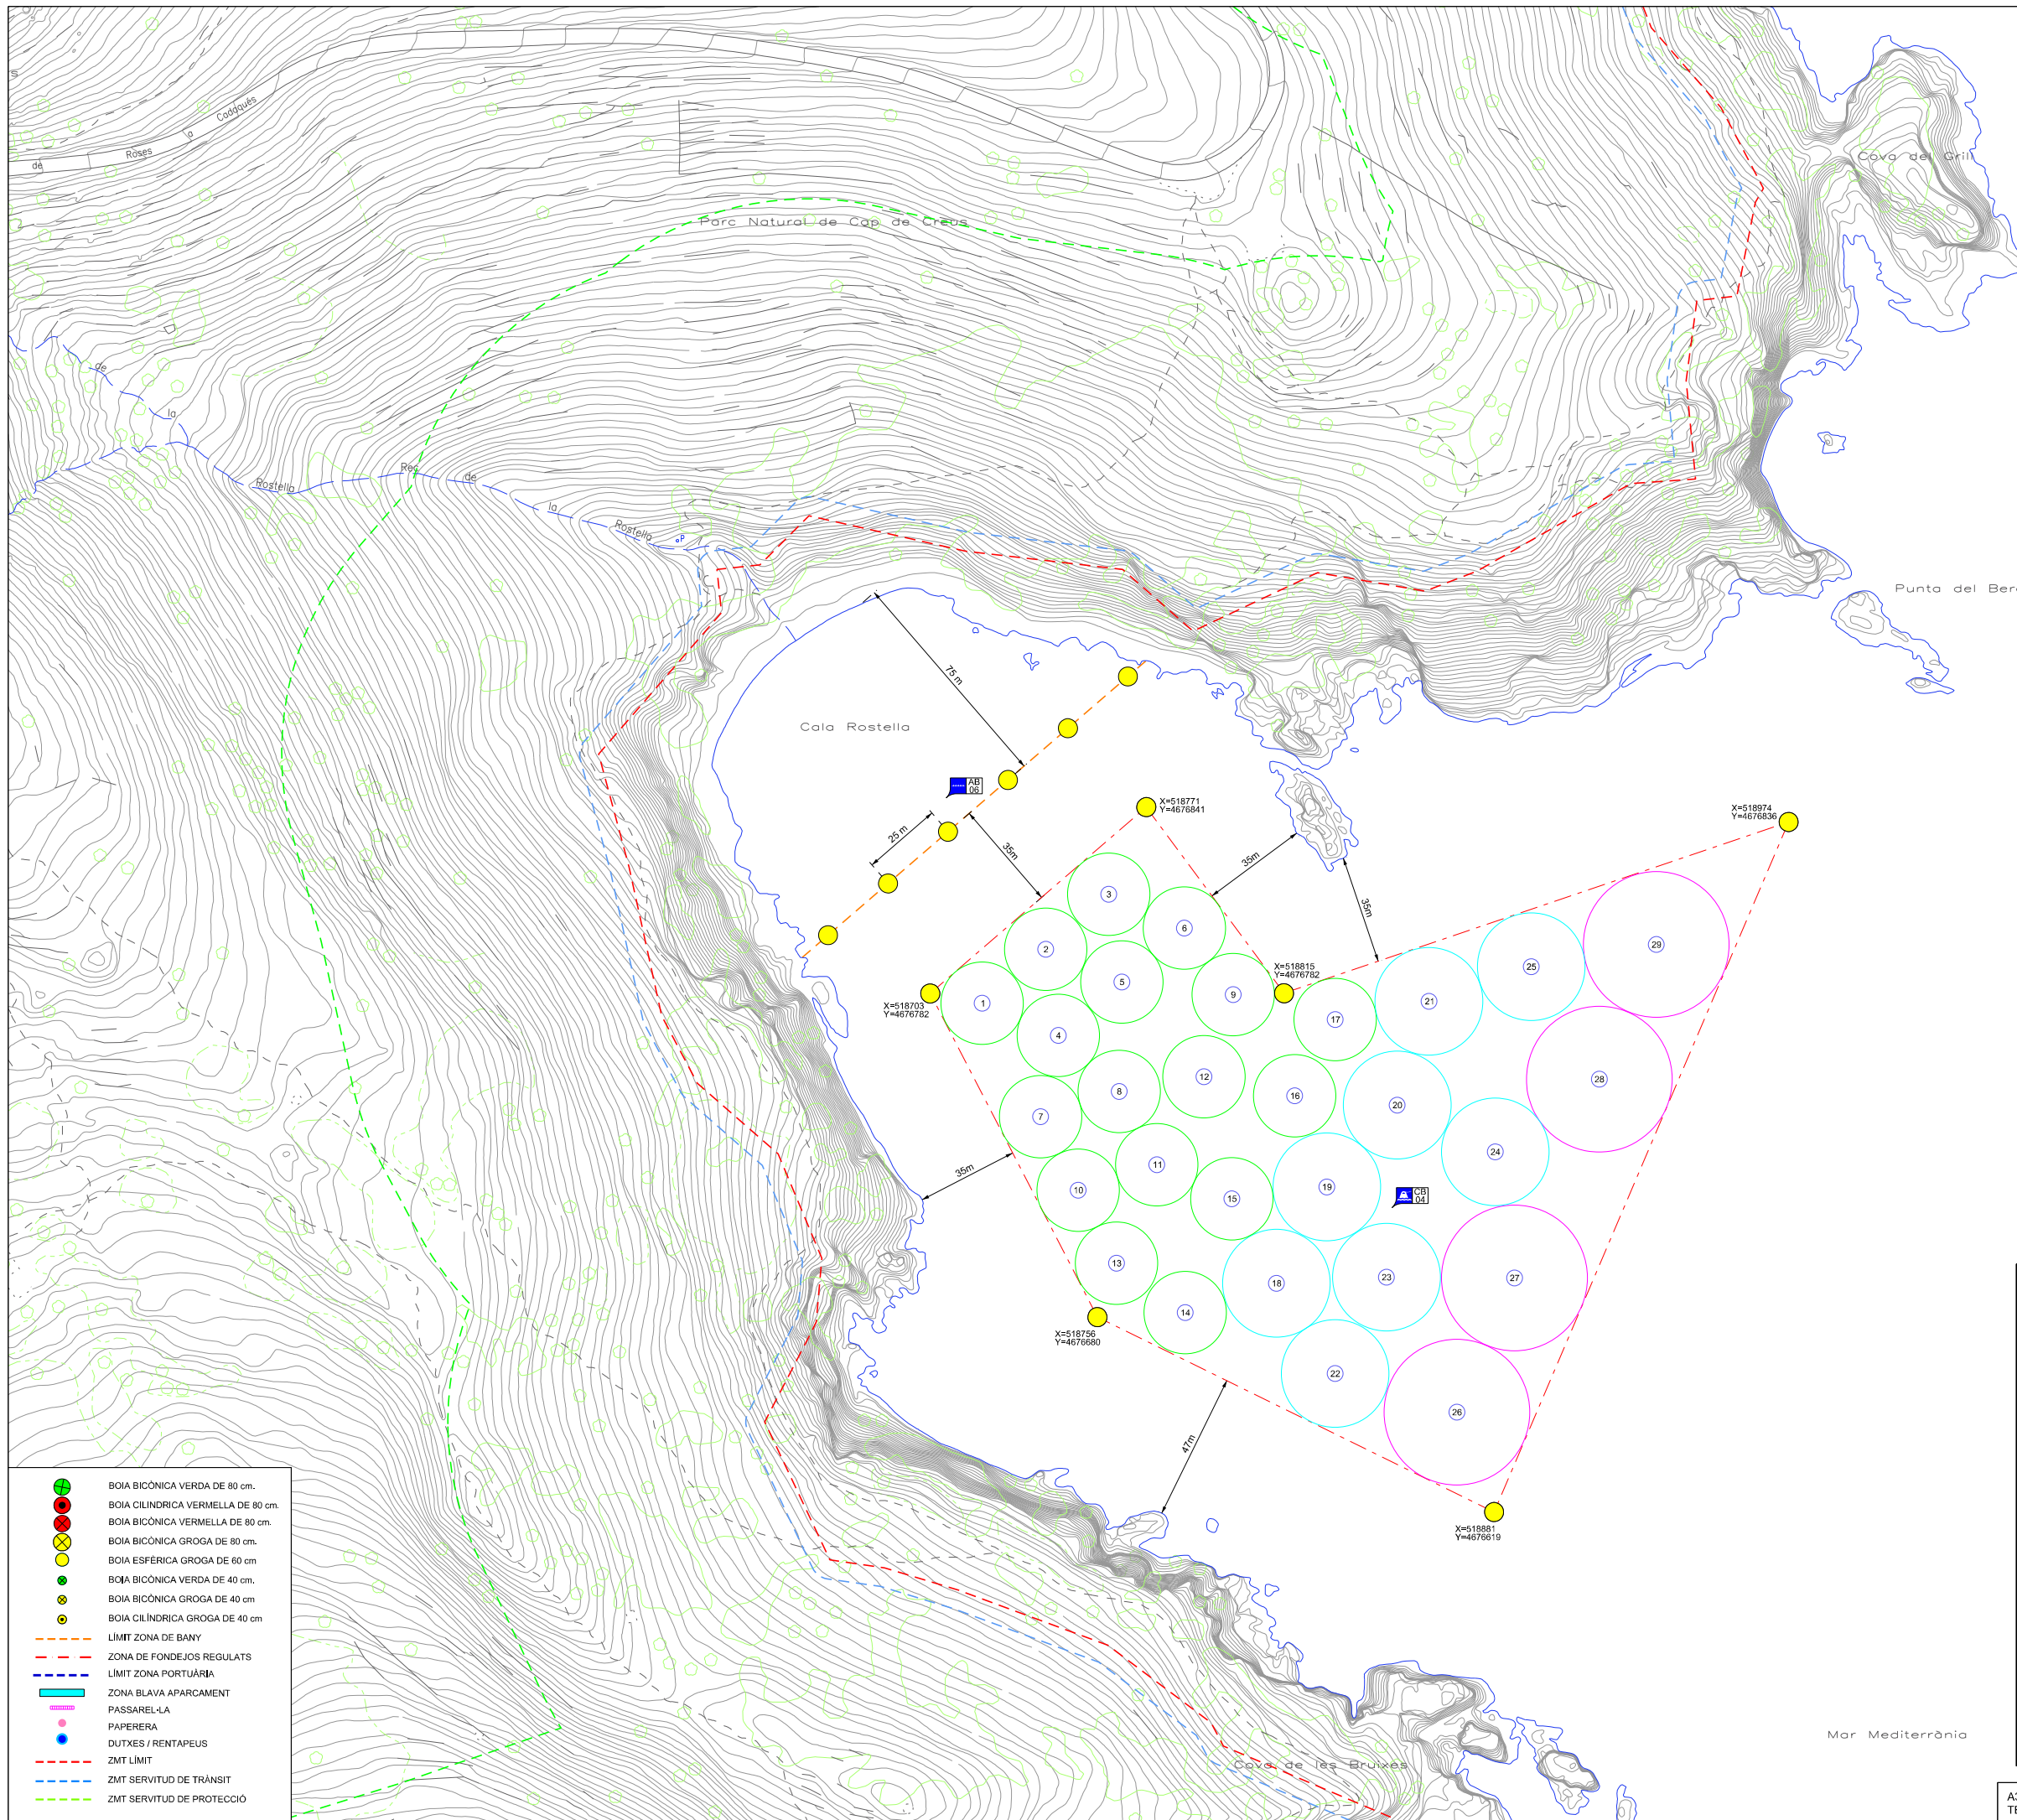 Cadaqués
a
Roses
de
Cova del Grill
Parc Natural de Cap de Creus
de
la
Rostella
Rec
de
la
Rostella
P
75 m
Cala Rostella
AB
06
25 m
35m
X=518771
Y=4676841
35m
35m
X=518974
Y=4676836
X=518703
Y=4676782
X=518815
Y=4676782
3
6
2
29
25
5
9
1
21
17
4
12
28
8
16
20
7
24
35m
11
10
15
19
CB
04
13
18
23
27
14
X=518756
Y=4676680
22
26
47m
X=518881
Y=4676619
BOIA BICÒNICA VERDA DE 80 cm.
BOIA CILINDRICA VERMELLA DE 80 cm.
BOIA BICÒNICA VERMELLA DE 80 cm.
BOIA BICÒNICA GROGA DE 80 cm.
BOIA ESFÈRICA GROGA DE 60 cm
BOIA BICÒNICA VERDA DE 40 cm.
BOIA BICÒNICA GROGA DE 40 cm
BOIA CILÍNDRICA GROGA DE 40 cm
LÍMIT ZONA DE BANY
ZONA DE FONDEJOS REGULATS
LÍMIT ZONA PORTUÀRIA
ZONA BLAVA APARCAMENT
PASSAREL·LA
PAPERERA
DUTXES / RENTAPEUS
ZMT LÍMIT
ZMT SERVITUD DE TRÀNSIT
ZMT SERVITUD DE PROTECCIÓ
Punta del
Mar Mediterrània
Cova de les Bruixes